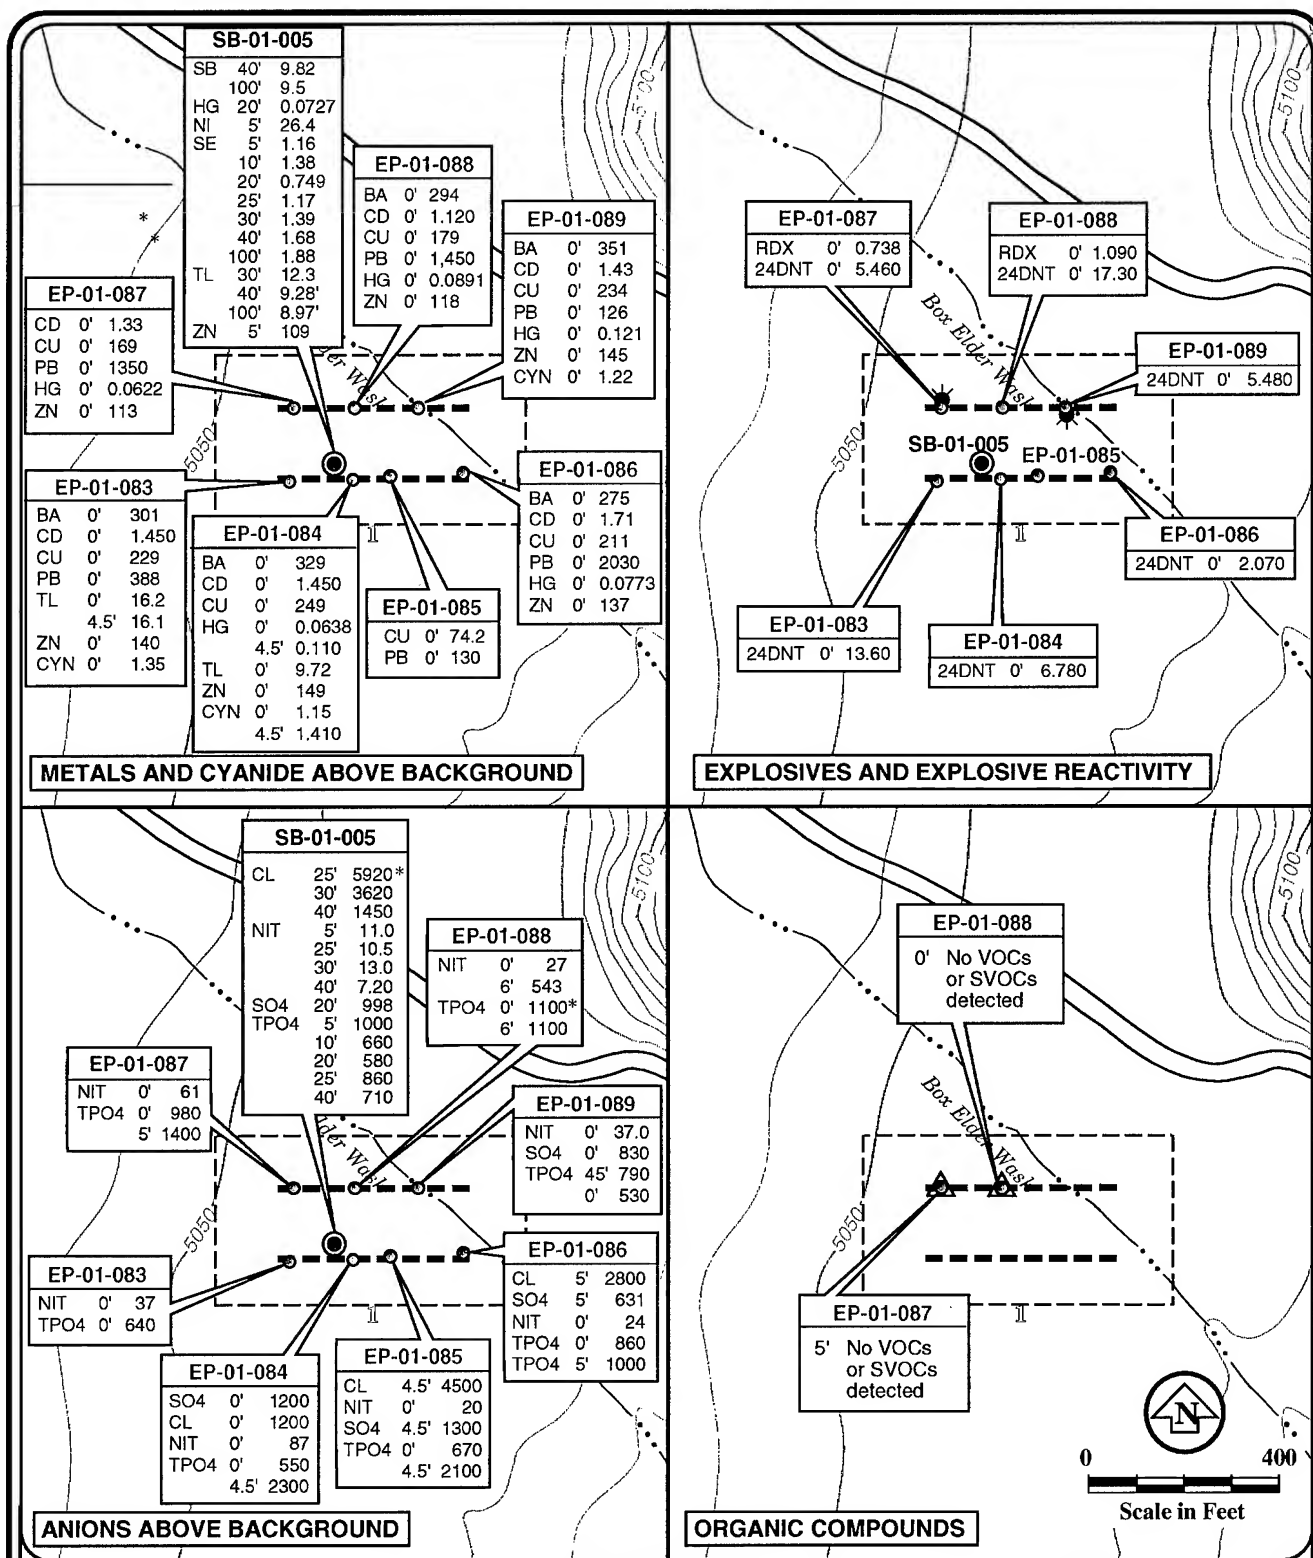 SB-01-005
SB 40' 9.82
100' 9.5
HG 20' 0.0727
NI 5' 26.4
SE 5' 1.16
10' 1.38
20' 0.749
25' 1.17
30' 1.39
40' 1.68
100' 1.88
TL 30' 12.3
40' 9.28'
100' 8.97'
ZN 5' 109
EP-01-088
BA 0' 294
CD 0' 1.120
CU 0' 179
PB 0' 1,450
HG 0' 0.0891
ZN 0' 118
EP-01-089
BA 0' 351
CD 0' 1.43
CU 0' 234
PB 0' 126
HG 0' 0.121
ZN 0' 145
CYN 0' 1.22
EP-01-087
CD 0' 1.33
CU 0' 169
PB 0' 1350
HG 0' 0.0622
ZN 0' 113
*
*
5100
der Wash
5050
EP-01-083
BA 0' 301
CD 0' 1.450
CU 0' 229
PB 0' 388
TL 0' 16.2
4.5' 16.1
ZN 0' 140
CYN 0' 1.35
EP-01-084
BA 0' 329
CD 0' 1.450
CU 0' 249
HG 0' 0.0638
4.5' 0.110
TL 0' 9.72
ZN 0' 149
CYN 0' 1.15
4.5' 1.410
1
EP-01-085
CU 0' 74.2
PB 0' 130
EP-01-086
BA 0' 275
CD 0' 1.71
CU 0' 211
PB 0' 2030
HG 0' 0.0773
ZN 0' 137
METALS AND CYANIDE ABOVE BACKGROUND
5100
EP-01-087
RDX 0' 0.738
24DNT 0' 5.460
EP-01-088
RDX 0' 1.090
24DNT 0' 17.30
Box Elder Wash
EP-01-089
24DNT 0' 5.480
5050
SB-01-005
EP-01-085
1
EP-01-086
24DNT 0' 2.070
EP-01-083
24DNT 0' 13.60
EP-01-084
24DNT 0' 6.780
EXPLOSIVES AND EXPLOSIVE REACTIVITY
SB-01-005
CL 25' 5920*
30' 3620
40' 1450
NIT 5' 11.0
25' 10.5
30' 13.0
40' 7.20
SO4 20' 998
TPO4 5' 1000
10' 660
20' 580
25' 860
40' 710
5100
EP-01-088
NIT 0' 27
6' 543
TPO4 0' 1100*
6' 1100
EP-01-087
NIT 0' 61
TPO4 0' 980
5' 1400
EP-01-089
NIT 0' 37.0
SO4 0' 830
TPO4 45' 790
0' 530
der Wash
5050
EP-01-083
NIT 0' 37
TPO4 0' 640
EP-01-086
CL 5' 2800
SO4 5' 631
NIT 0' 24
TPO4 0' 860
TPO4 5' 1000
1
EP-01-084
SO4 0' 1200
CL 0' 1200
NIT 0' 87
TPO4 0' 550
4.5' 2300
EP-01-085
CL 4.5' 4500
NIT 0' 20
SO4 4.5' 1300
TPO4 0' 670
4.5' 2100
ANIONS ABOVE BACKGROUND
5100
EP-01-088
0' No VOCs
or SVOCs
detected
Box Elder Wash
5050
1
EP-01-087
5' No VOCs
or SVOCs
detected
N
0 400
Scale in Feet
ORGANIC COMPOUNDS